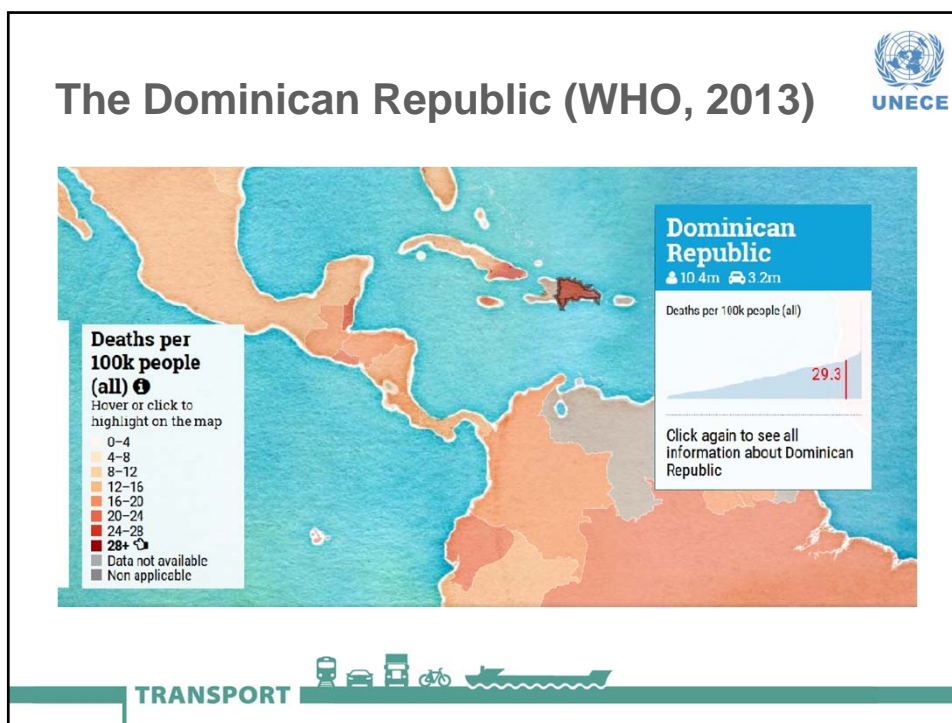 The Dominican Republic (WHO, 2013)
UNECE
Deaths per
100k people
(all)
Hover or click to
highlight on the map
0–4
4–8
8–12
12–16
16–20
20–24
24–28
28+
Data not available
Non applicable
Dominican
Republic
10.4m 3.2m
Deaths per 100k people (all)
29.3
Click again to see all
information about Dominican
Republic
TRANSPORT